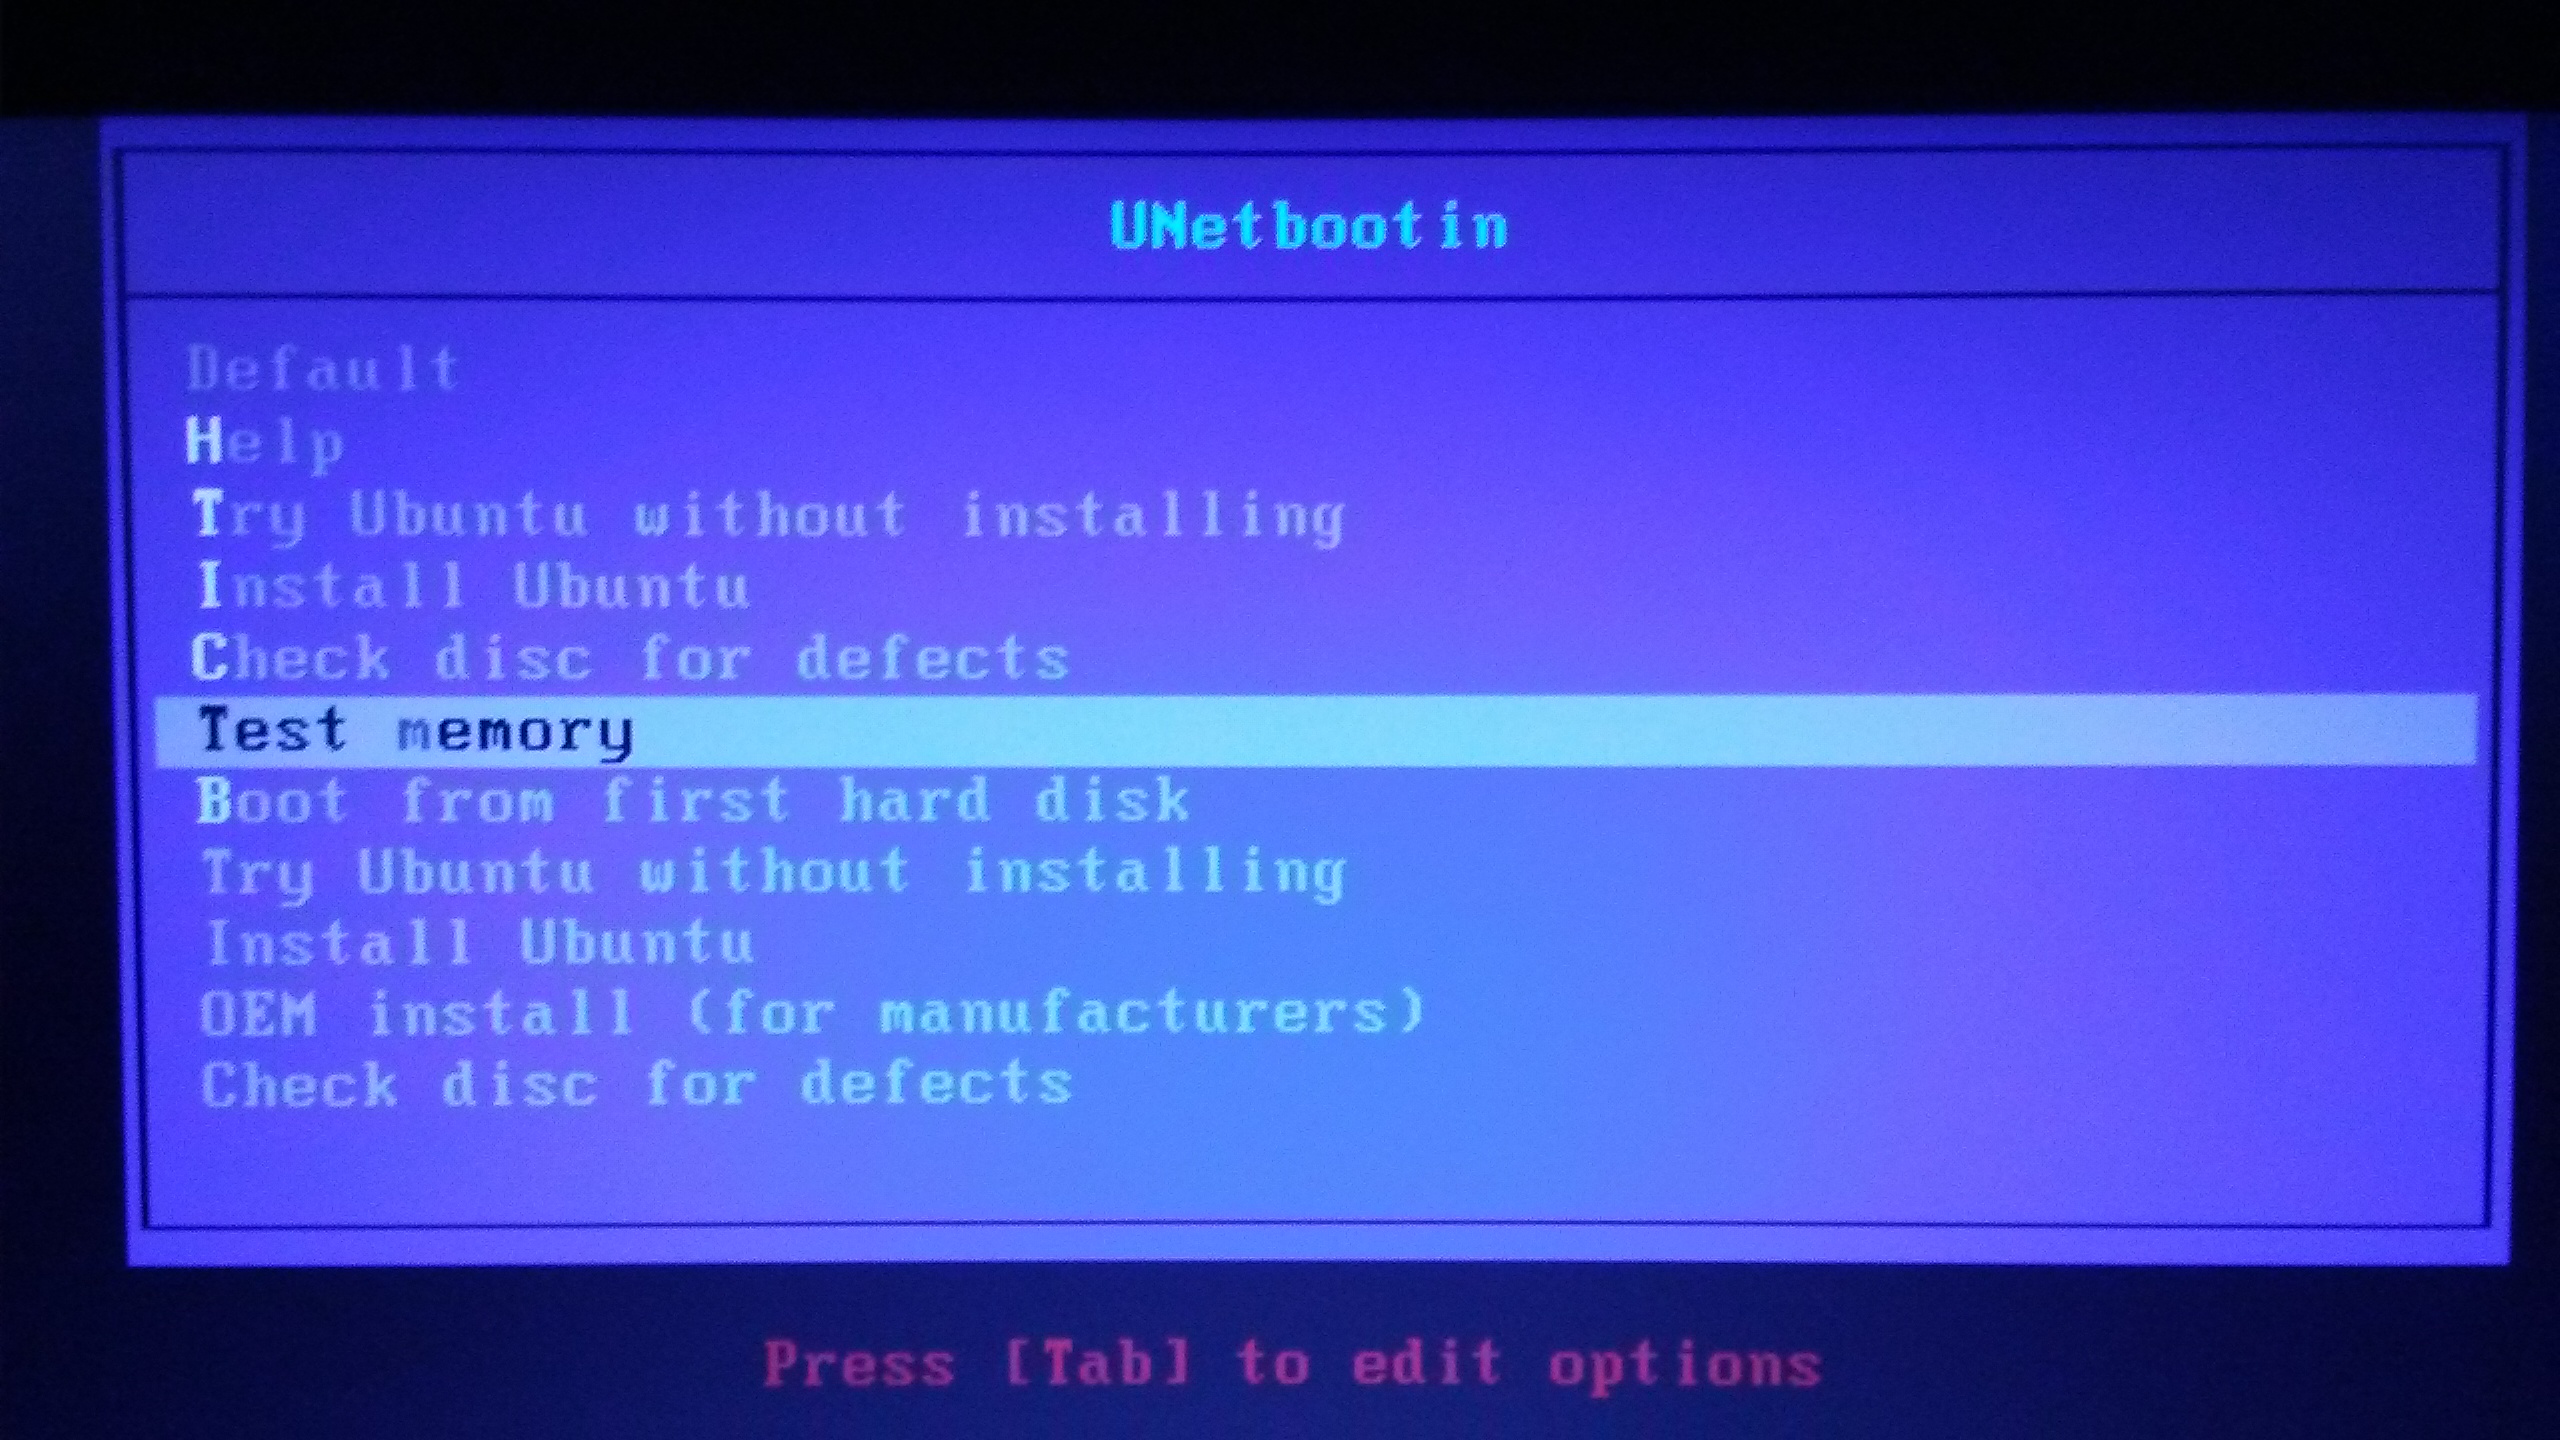 UNetbootin
Default
Help
Try Ubuntu without installing
Install Ubuntu
Check disc for defects
Test memory
Boot from first hard disk
Try Ubuntu without installing
Install Ubuntu
OEM install (for manufacturers)
Check disc for defects
Press [Tab] to edit options